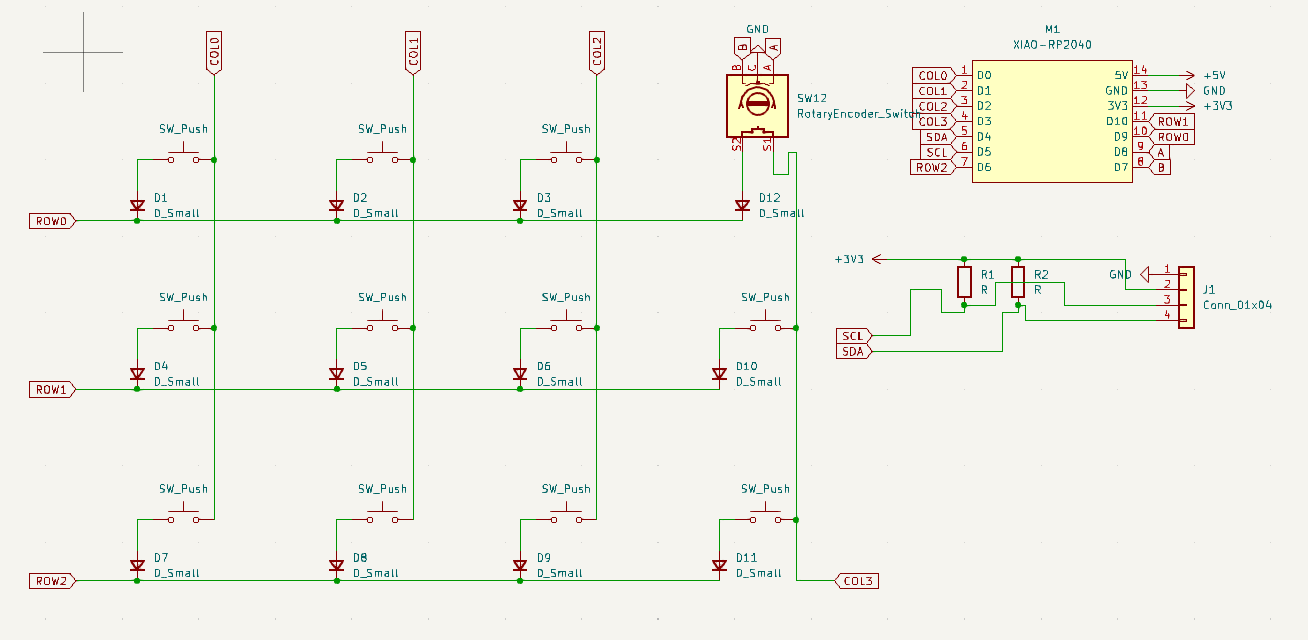 COL0
COL1
COL2
GND
B
A
B
C
A
SW12
RotaryEncoder_Switch
S2
S1
M1
XIAO-RP2040
COL0 1 D0 5V 14 +5V
COL1 2 D1 GND 13 GND
COL2 3 D2 3V3 12 +3V3
COL3 4 D3 D10 11 ROW1
SDA 5 D4 D9 10 ROW0
SCL 6 D5 D8 9 A
ROW2 7 D6 D7 8 B
SW_Push SW_Push SW_Push
D1 D2 D3 D12
D_Small D_Small D_Small D_Small
ROW0
+3V3
R1
R
R2
R
GND
1
2
3
4
J1
Conn_01x04
SCL
SDA
SW_Push SW_Push SW_Push SW_Push
D4 D5 D6 D10
D_Small D_Small D_Small D_Small
ROW1
SW_Push SW_Push SW_Push SW_Push
D7 D8 D9 D11
D_Small D_Small D_Small D_Small
ROW2
COL3